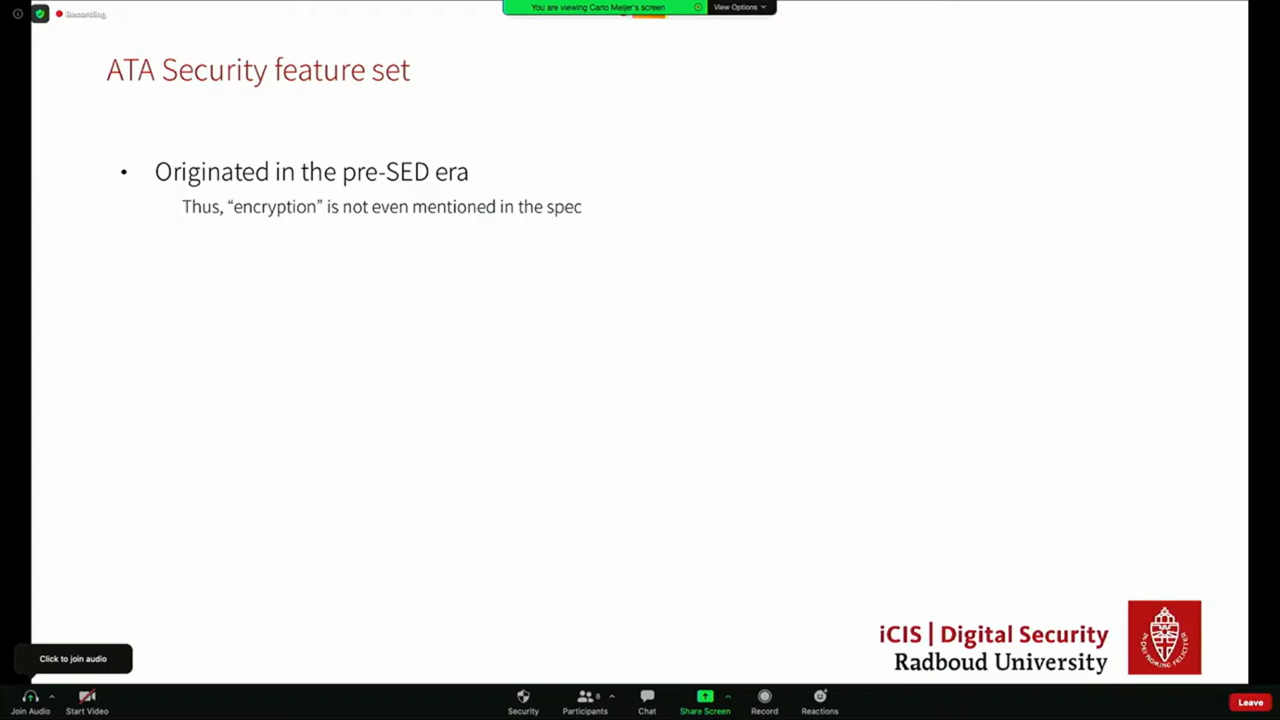 Recording
You are viewing Carlo Meijer's screen
View Options
ATA Security feature set
• Originated in the pre-SED era
Thus, “encryption” is not even mentioned in the spec
iCIS | Digital Security
Radboud University
Click to join audio
Join Audio
Start Video
Security
Participants
8
Chat
Share Screen
Record
Reactions
Leave